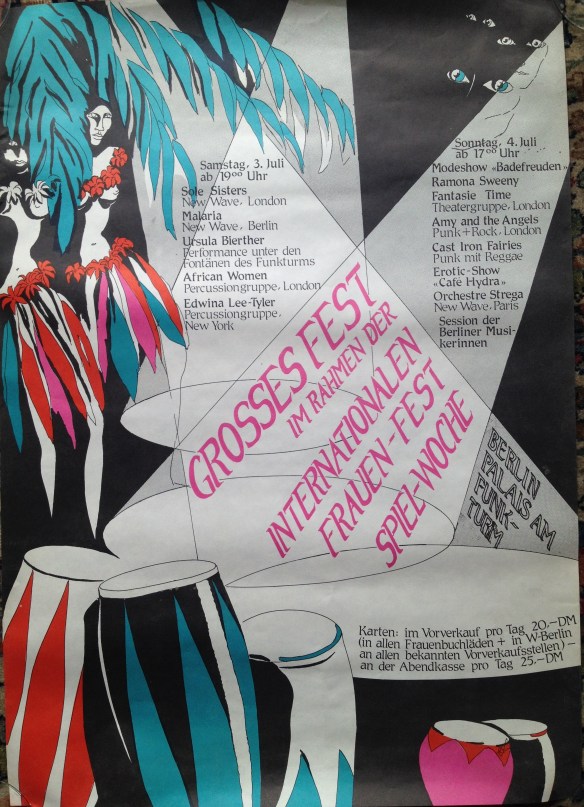 Samstag, 3. Juli
ab 19⁰⁰ Uhr
Sole Sisters
New Wave, London
Malaria
New Wave, Berlin
Ursula Bierther
Performance unter den
Fontänen des Funkturms
African Women
Percussiongruppe, London
Edwina Lee-Tyler
Percussiongruppe,
New York
Sonntag, 4. Juli
ab 17⁰⁰ Uhr
Modeshow »Badefreuden«
Ramona Sweeny
Fantasie Time
Theatergruppe, London
Amy and the Angels
Punk+Rock, London
Cast Iron Fairies
Punk mit Reggae
Erotic-Show
»Café Hydra«
Orchestre Strega
New Wave, Paris
Session der
Berliner Musi-
kerinnen
GROSSES FEST
IM RAHMEN DER
INTERNATIONALEN
FRAUEN-FEST
SPIEL-WOCHE
BERLIN
PALAIS AM
FUNK-
TURM
Karten: im Vorverkauf pro Tag 20.-DM
(in allen Frauenbuchläden + in W-Berlin
an allen bekannten Vorverkaufsstellen) –
an der Abendkasse pro Tag 25.-DM